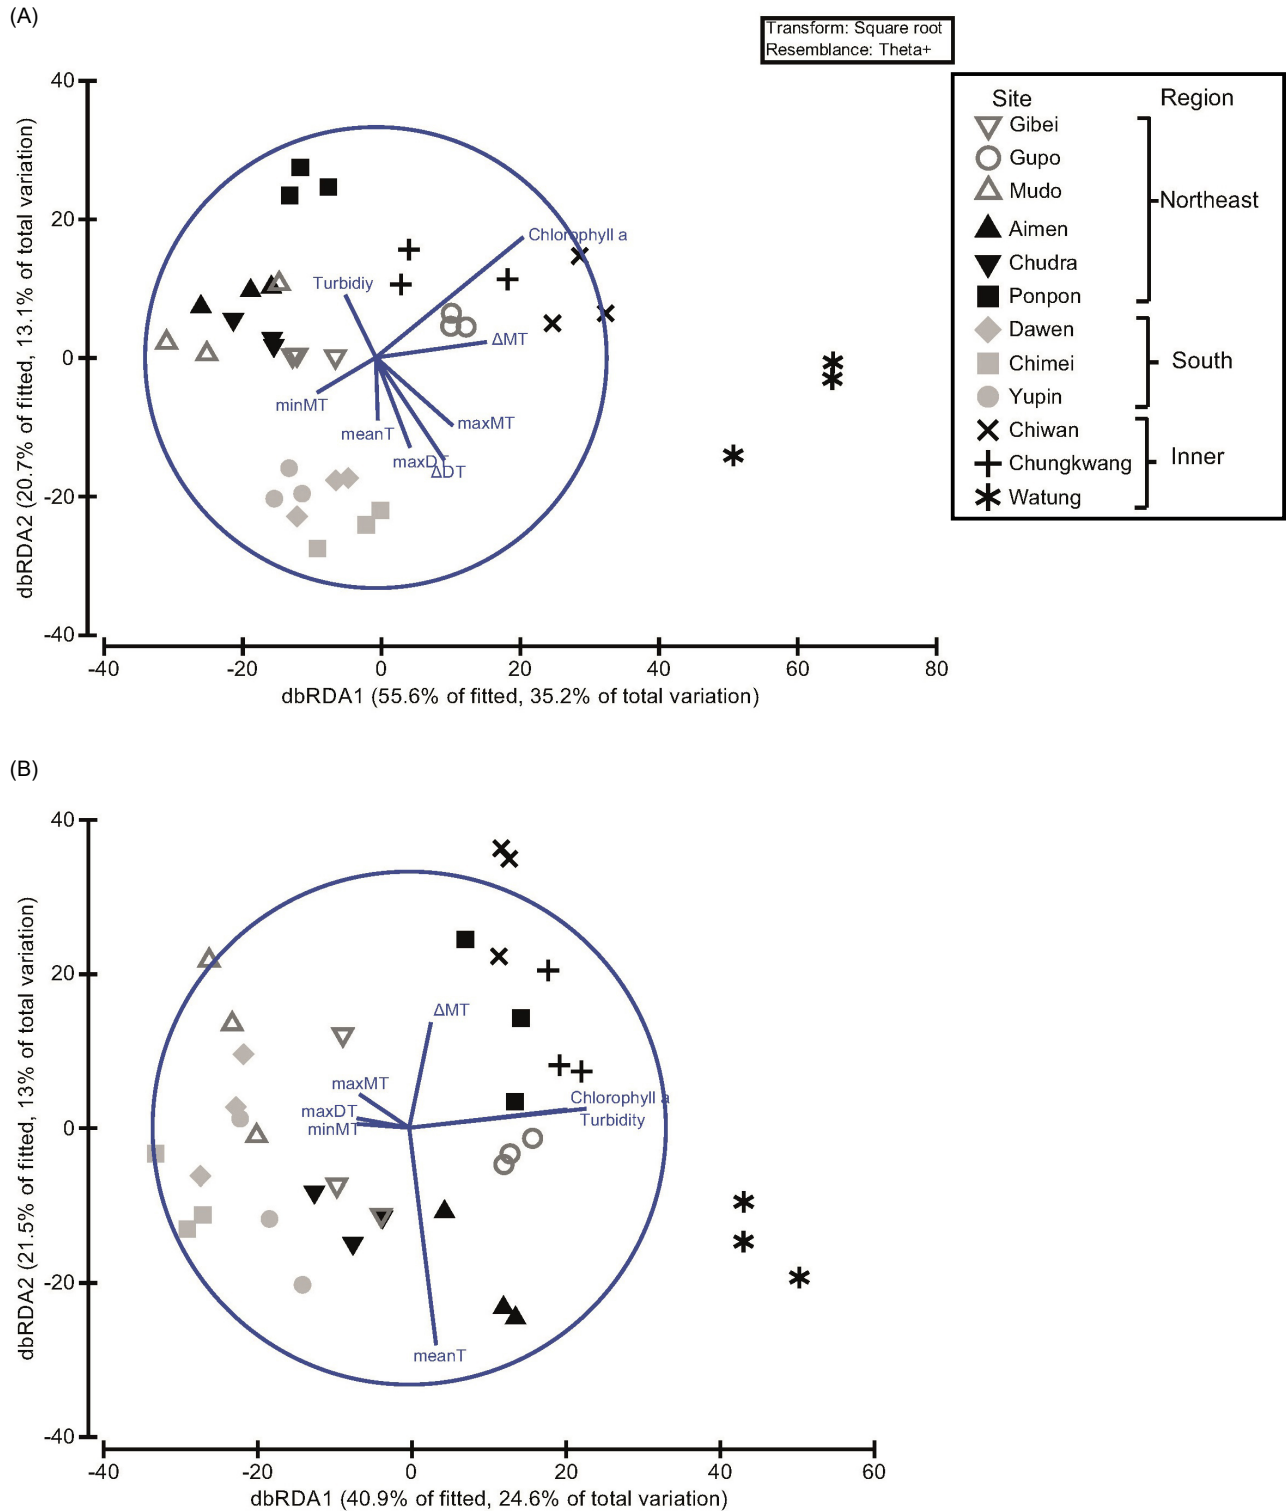 (A)
Transform: Square root
Resemblance: Theta+
Site Region
Gibei
Gupo
Mudo
Northeast
Aimen
Chudra
Ponpon
Dawen
Chimei
South
Yupin
Chiwan
Chungkwang
Inner
Watung
40
20
0
-20
-40
dbRDA2 (20.7% of fitted, 13.1% of total variation)
Chlorophyll a
Turbidiy
ΔMT
minMT
meanT
maxMT
maxDT
ΔDT
-40 -20 0 20 40 60 80
dbRDA1 (55.6% of fitted, 35.2% of total variation)
(B)
40
20
0
-20
-40
dbRDA2 (21.5% of fitted, 13% of total variation)
ΔMT
maxMT
maxDT
minMT
Chlorophyll a
Turbidity
meanT
-40 -20 0 20 40 60
dbRDA1 (40.9% of fitted, 24.6% of total variation)